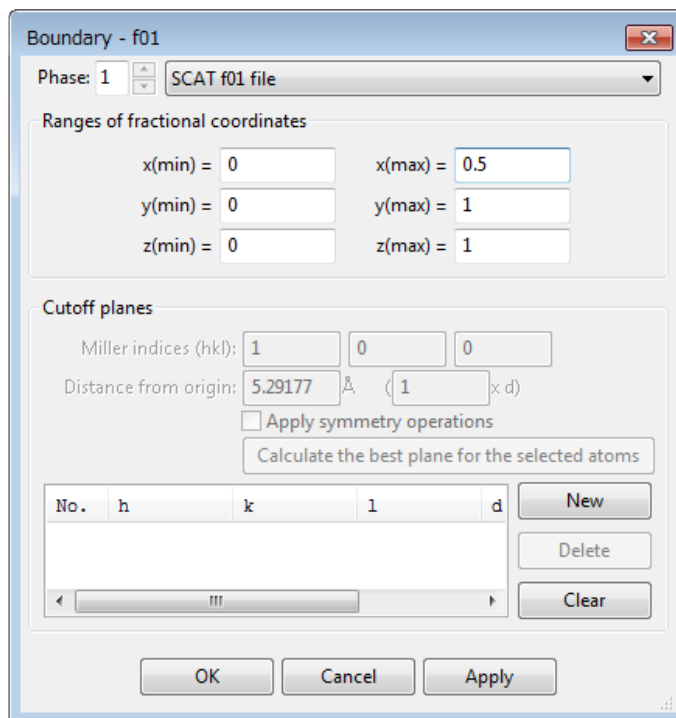 Boundary - f01
Phase: 1 SCAT f01 file
Ranges of fractional coordinates
x(min) = 0 x(max) = 0.5
y(min) = 0 y(max) = 1
z(min) = 0 z(max) = 1
Cutoff planes
Miller indices (hkl): 1 0 0
Distance from origin: 5.29177 Å ( 1 x d)
Apply symmetry operations
Calculate the best plane for the selected atoms
No. h k l d
New
Delete
Clear
OK Cancel Apply